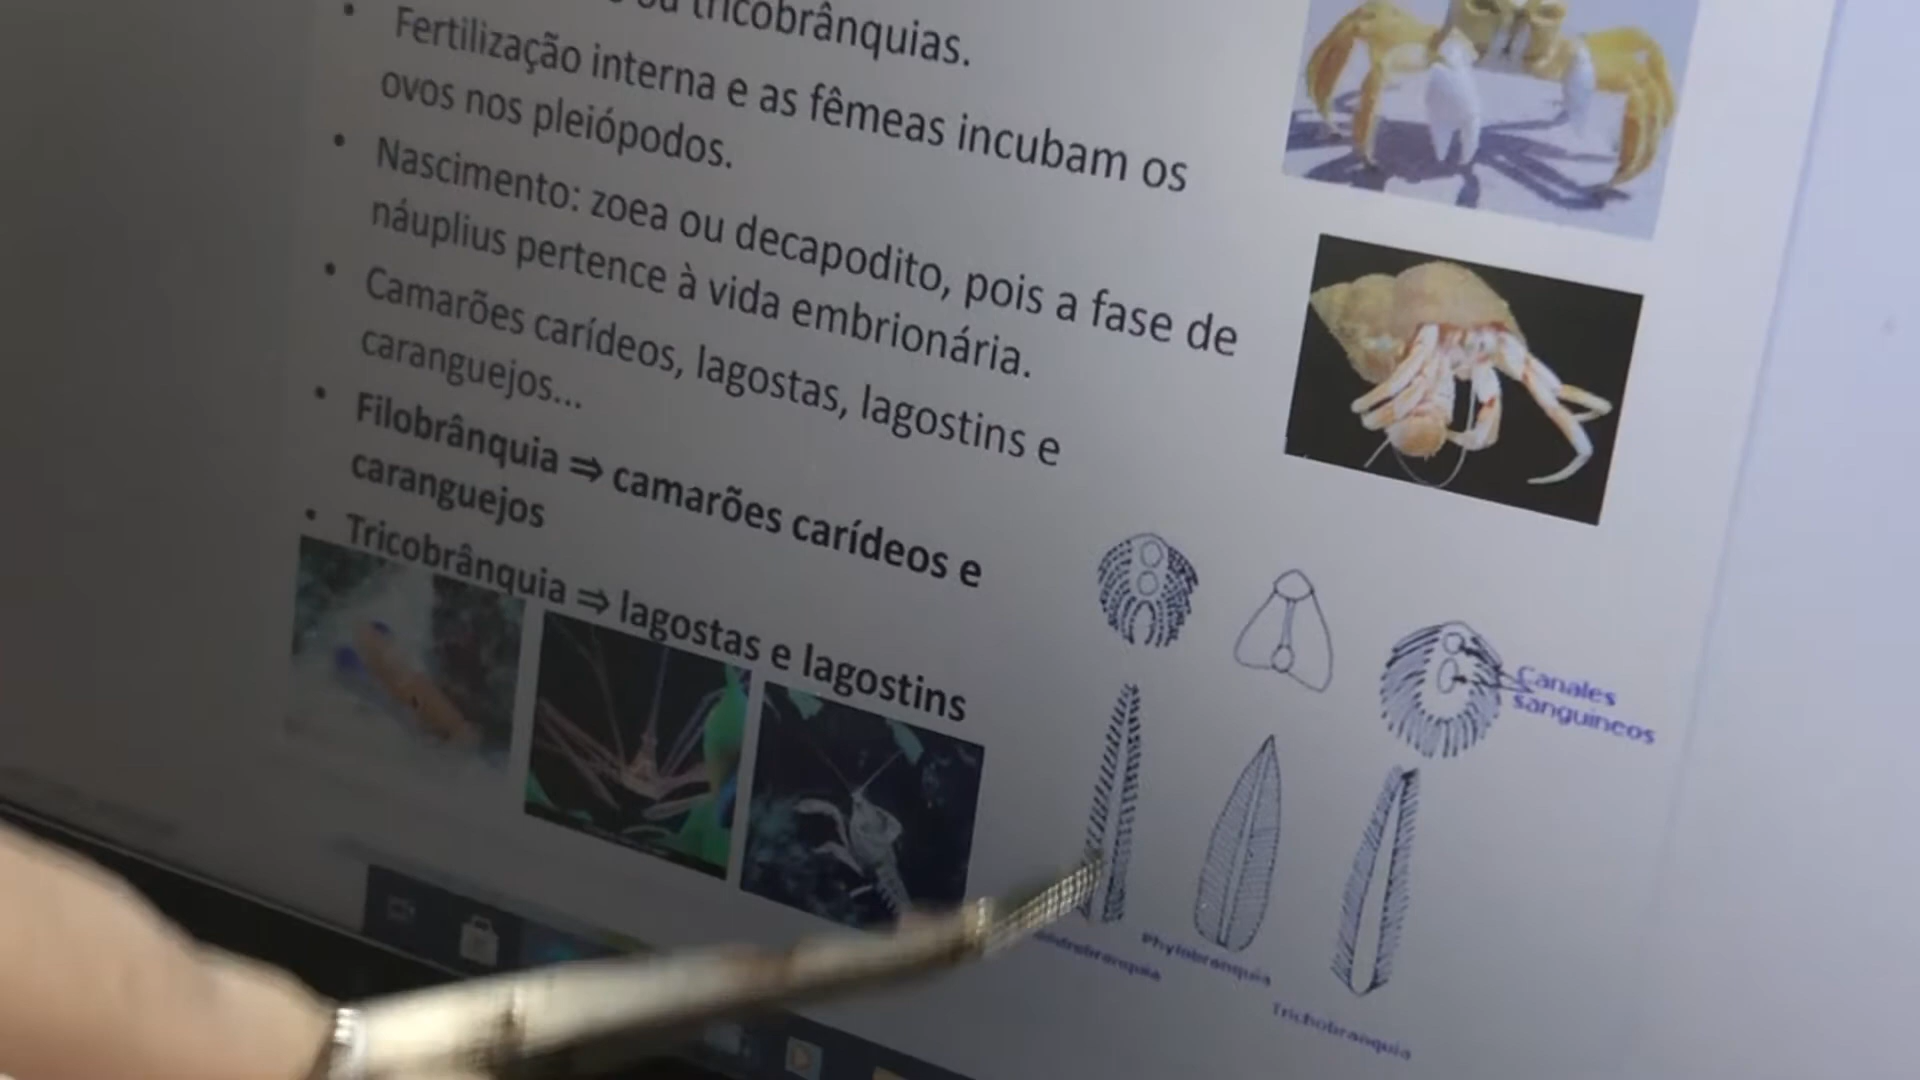 ou tricobrânquias.
• Fertilização interna e as fêmeas incubam os
ovos nos pleiópodos.
• Nascimento: zoea ou decapodito, pois a fase de
náuplius pertence à vida embrionária.
• Camarões carídeos, lagostas, lagostins e
caranguejos...
• Filobrânquia ⇒ camarões carídeos e
caranguejos
• Tricobrânquia ⇒ lagostas e lagostins
Canales
sanguineos
Phylobranquia
Trichobranquia